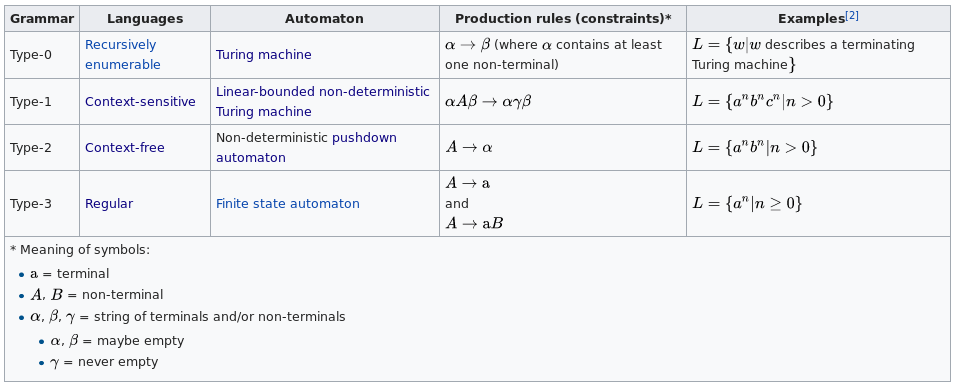 Grammar Languages Automaton Production rules (constraints)* Examples[2]
Type-0 Recursively enumerable Turing machine α → β (where α contains at least one non-terminal) L = {w|w describes a terminating Turing machine}
Type-1 Context-sensitive Linear-bounded non-deterministic Turing machine αAβ → αγβ L = {aⁿbⁿcⁿ|n > 0}
Type-2 Context-free Non-deterministic pushdown automaton A → α L = {aⁿbⁿ|n > 0}
Type-3 Regular Finite state automaton A → a and A → aB L = {aⁿ|n ≥ 0}
* Meaning of symbols:
• a = terminal
• A, B = non-terminal
• α, β, γ = string of terminals and/or non-terminals
• α, β = maybe empty
• γ = never empty